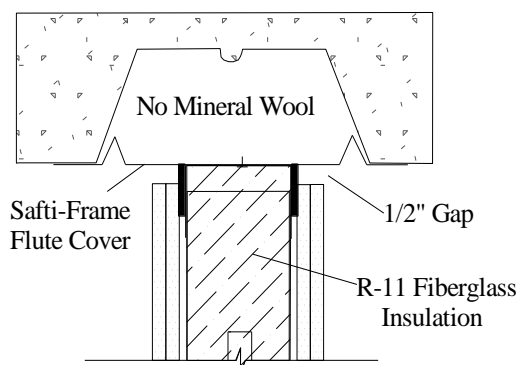 No Mineral Wool
Safti-Frame
Flute Cover
1/2" Gap
R-11 Fiberglass
Insulation